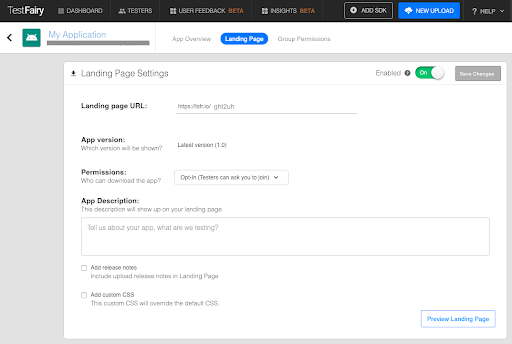 TestFairy DASHBOARD TESTERS USER FEEDBACK BETA INSIGHTS BETA ADD SDK NEW UPLOAD ? HELP
My Application
App Overview Landing Page Group Permissions
Landing Page Settings Enabled ? On Save Changes
Landing page URL: https://tsfr.io/ ght2uh
App version: Latest version (1.0)
Which version will be shown?
Permissions: Opt-In (Testers can ask you to join)
Who can download the app?
App Description:
This description will show up on your landing page.
Tell us about your app, what are we testing?
Add release notes
Include upload release notes in Landing Page
Add custom CSS
This custom CSS will override the default CSS.
Preview Landing Page